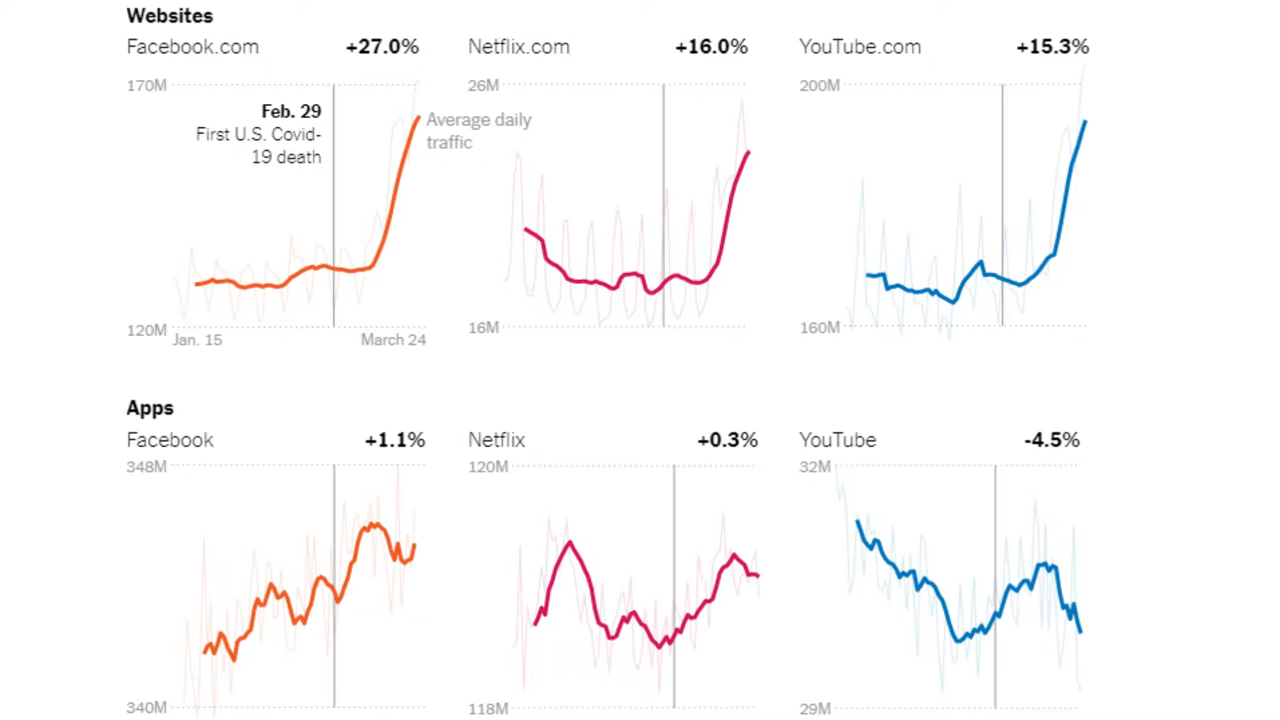 Websites
Facebook.com +27.0%
Netflix.com +16.0%
YouTube.com +15.3%
170M
26M
200M
Feb. 29
First U.S. Covid-
19 death
Average daily
traffic
120M
16M
160M
Jan. 15
March 24
Apps
Facebook +1.1%
Netflix +0.3%
YouTube -4.5%
348M
120M
32M
340M
118M
29M